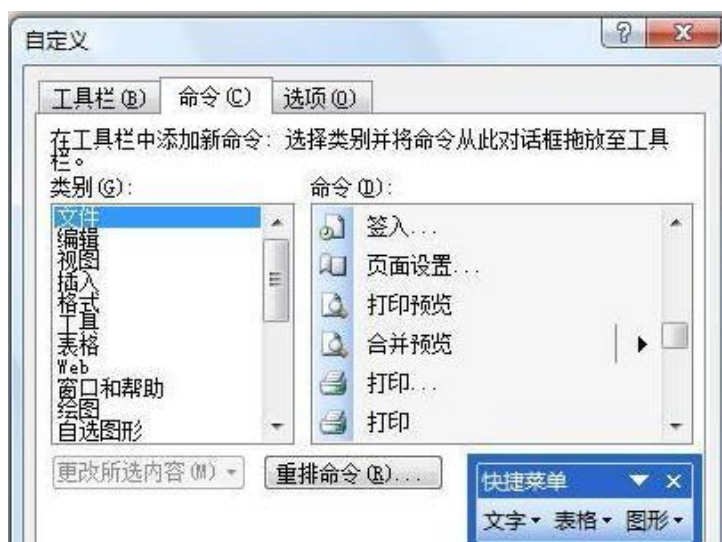 自定义
工具栏(B) 命令(C) 选项(O)
在工具栏中添加新命令：选择类别并将命令从此对话框拖放至工具
栏。
类别(G): 命令(D):
文件
编辑
视图
插入
格式
工具
表格
Web
窗口和帮助
绘图
自选图形
签入...
页面设置...
打印预览
合并预览
打印...
打印
更改所选内容(M) 重排命令(R)...
快捷菜单
文字 表格 图形